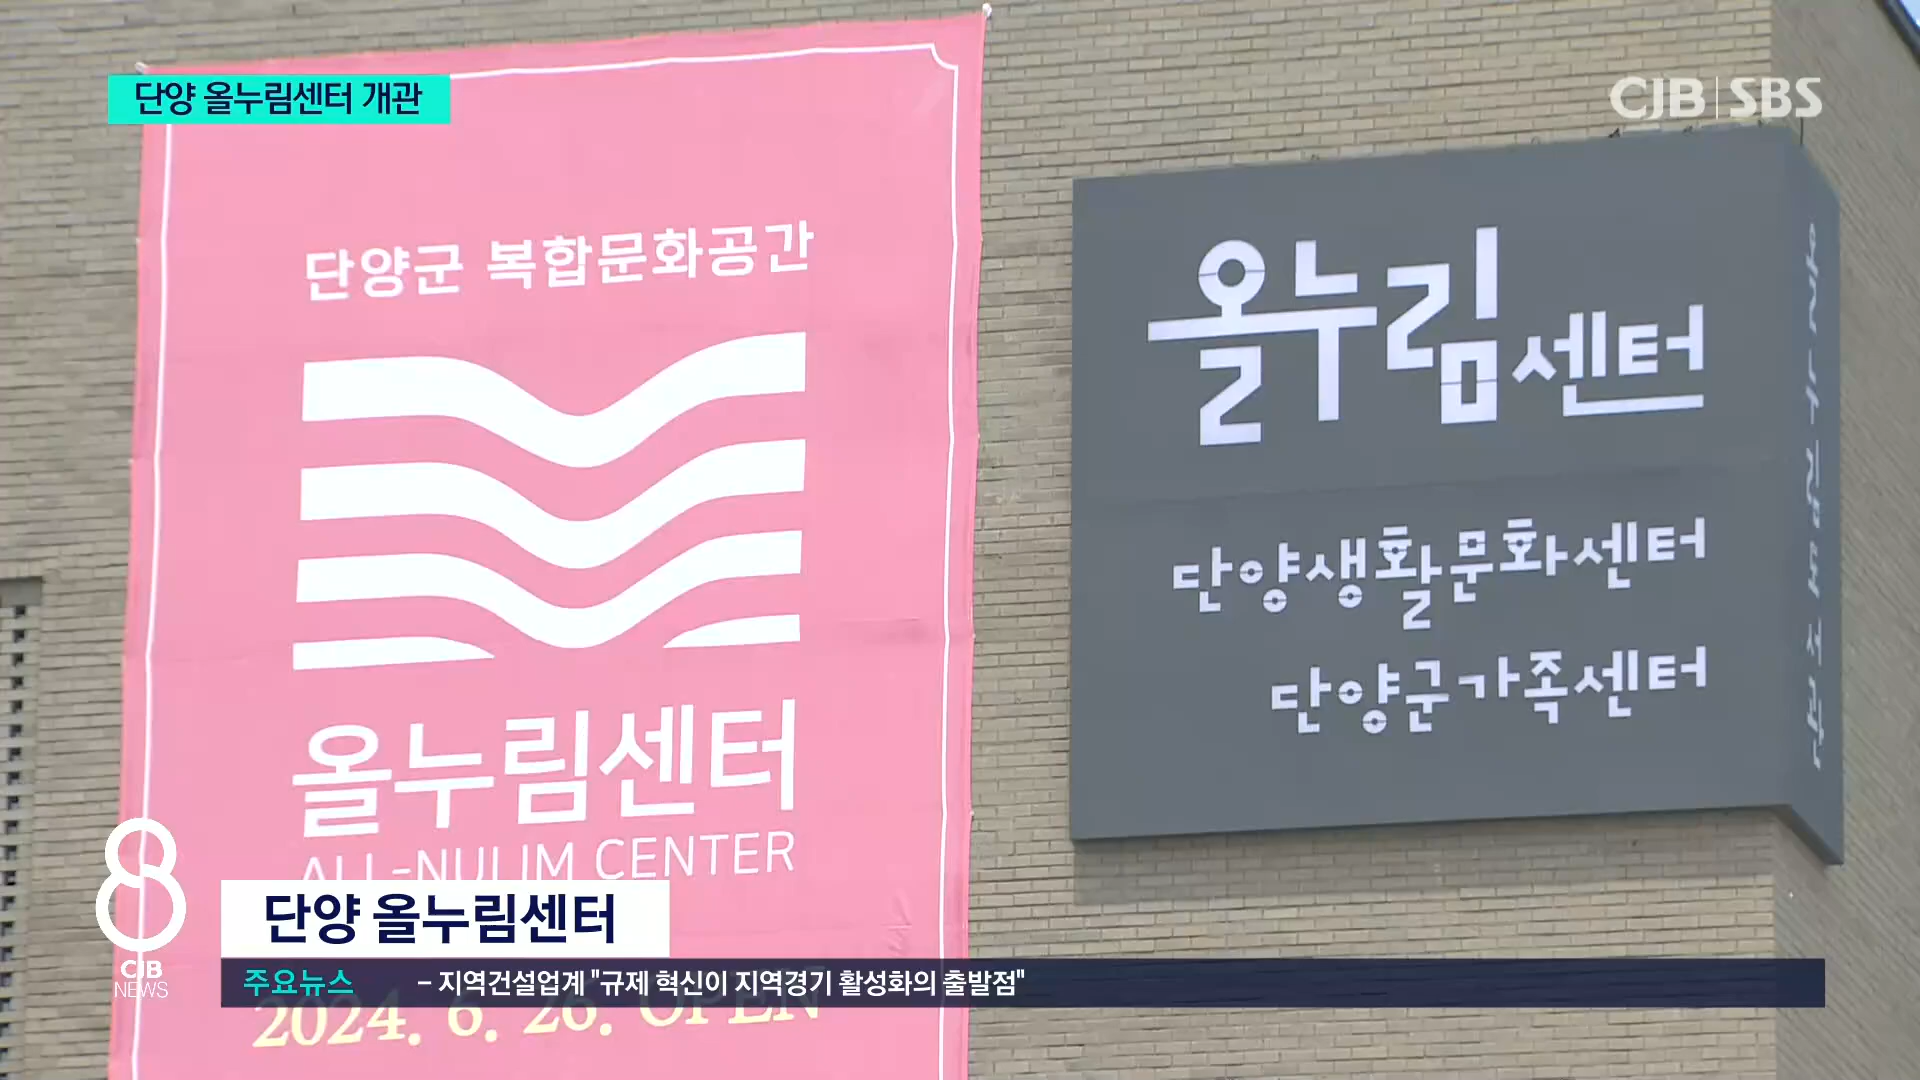 단양 올누림센터 개관
CJB SBS
단양군 복합문화공간
올누림센터
ALL-NULIM CENTER
2024. 6. 26. OPEN
올누림센터
단양생활문화센터
단양군가족센터
8
CJB
NEWS
단양 올누림센터
주요뉴스 - 지역건설업계 "규제 혁신이 지역경기 활성화의 출발점"